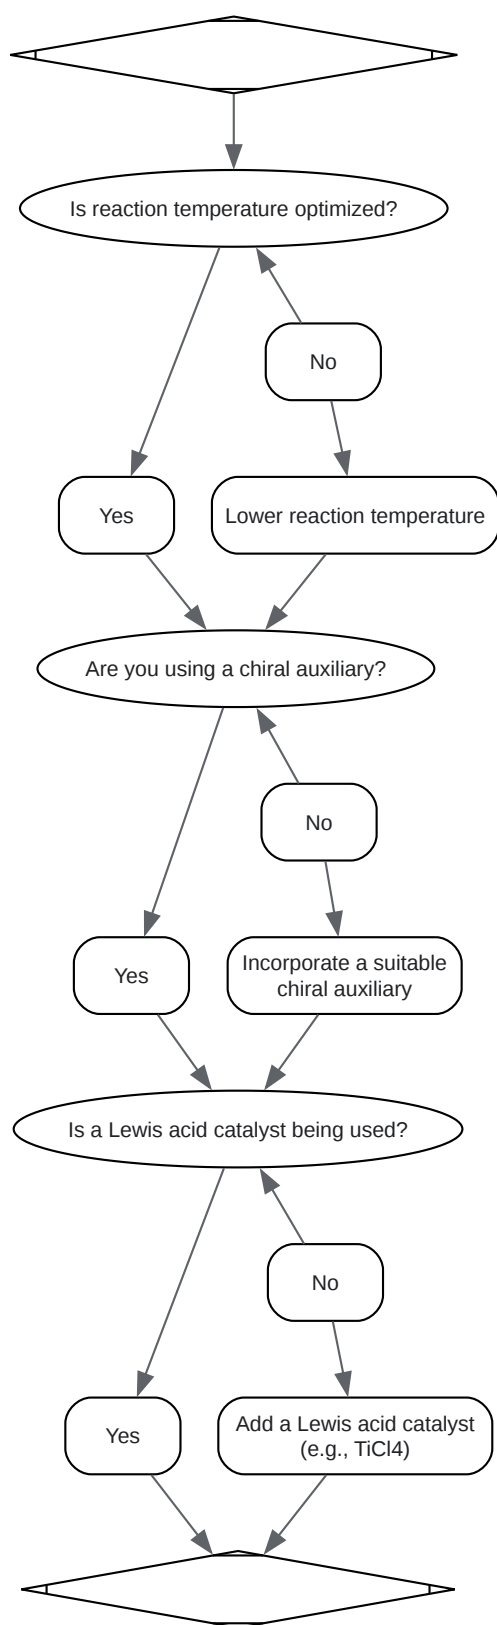 Is reaction temperature optimized?
No
Yes
Lower reaction temperature
Are you using a chiral auxiliary?
No
Yes
Incorporate a suitable
chiral auxiliary
Is a Lewis acid catalyst being used?
No
Yes
Add a Lewis acid catalyst
(e.g., TiCl4)